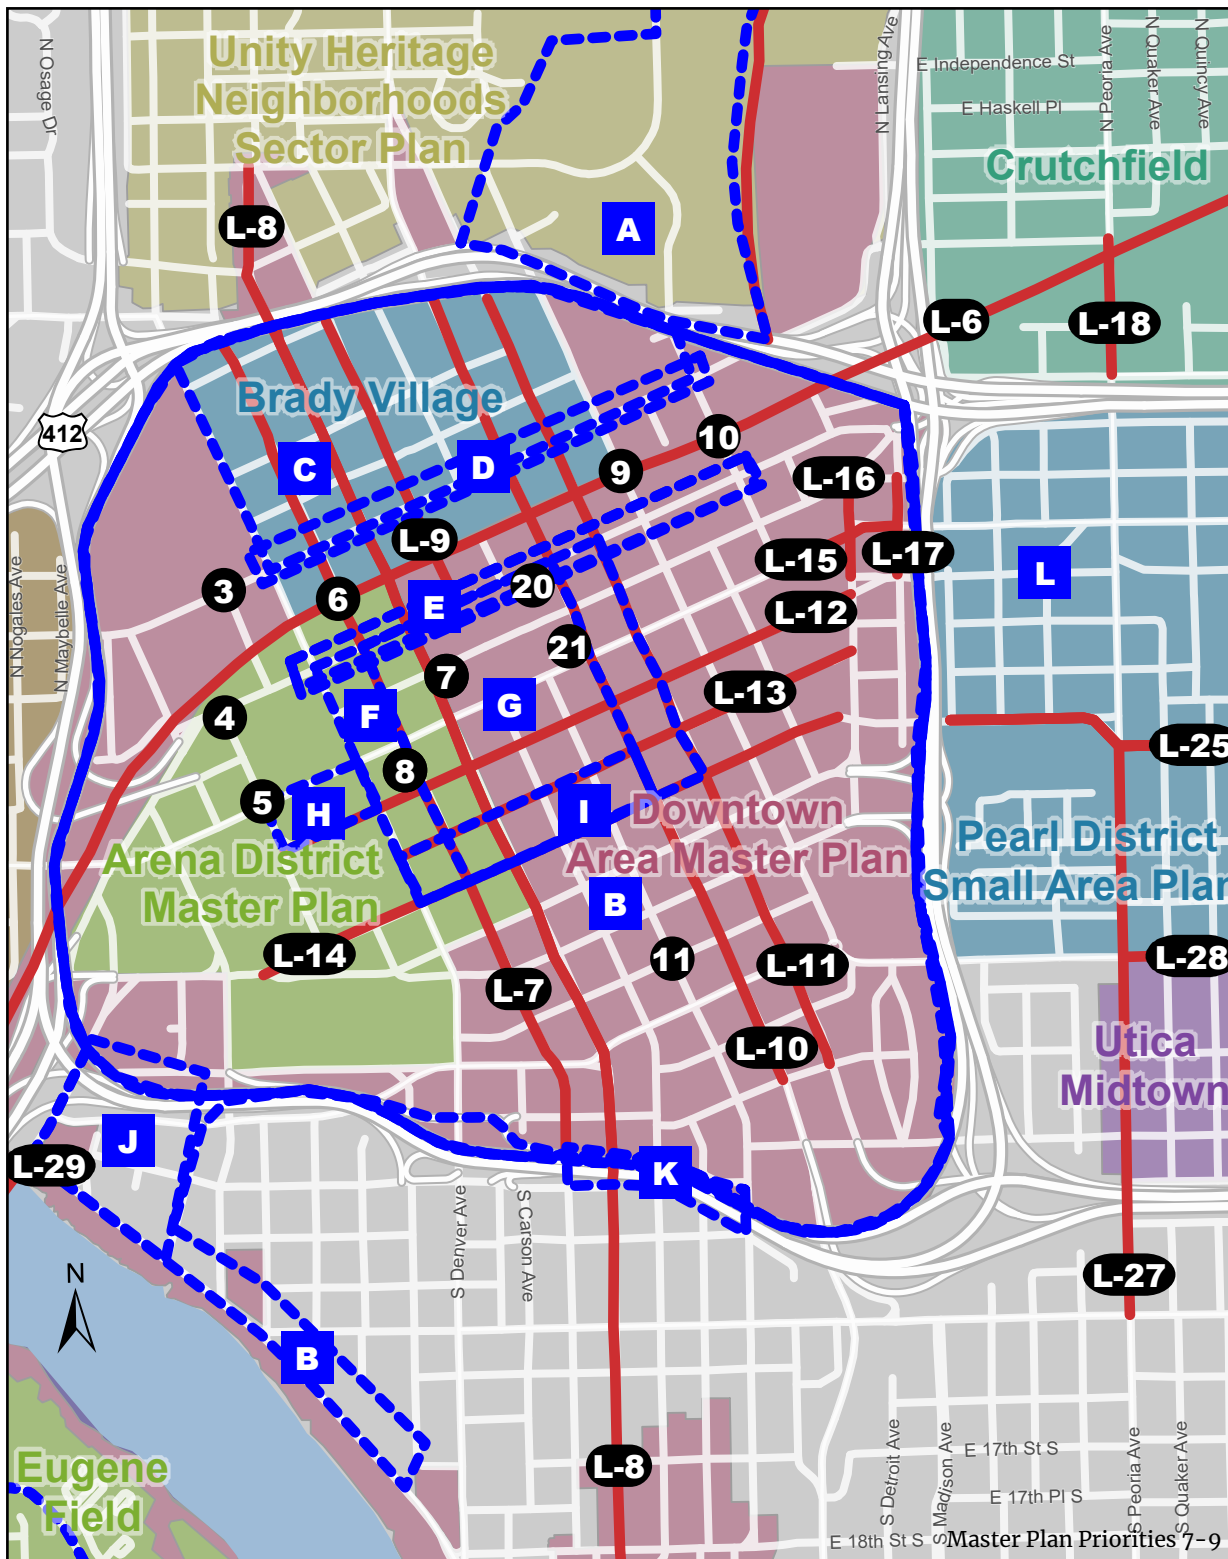 N Osage Dr
Unity Heritage
Neighborhoods
Sector Plan
N Lansing Ave
E Independence St
E Haskell Pl
N Peoria Ave
N Quaker Ave
N Quincy Ave
Crutchfield
A
L-8
L-6
L-18
Brady Village
412
C
D
9
10
L-16
L-9
L-15
L-17
L
3
6
E
20
L-12
N Nogales Ave
N Maybelle Ave
21
7
L-13
4
F
G
8
L-25
5
H
I
Downtown
Area Master Plan
Pearl District
Small Area Plan
Arena District
Master Plan
B
L-14
11
L-11
L-28
L-7
L-10
Utica
Midtown
J
L-29
K
S Denver Ave
S Carson Ave
N
L-27
B
Eugene
Field
L-8
S Detroit Ave
S Madison Ave
E 17th St S
E 17th Pl S
S Peoria Ave
S Quaker Ave
E 18th St S
Master Plan Priorities 7-9